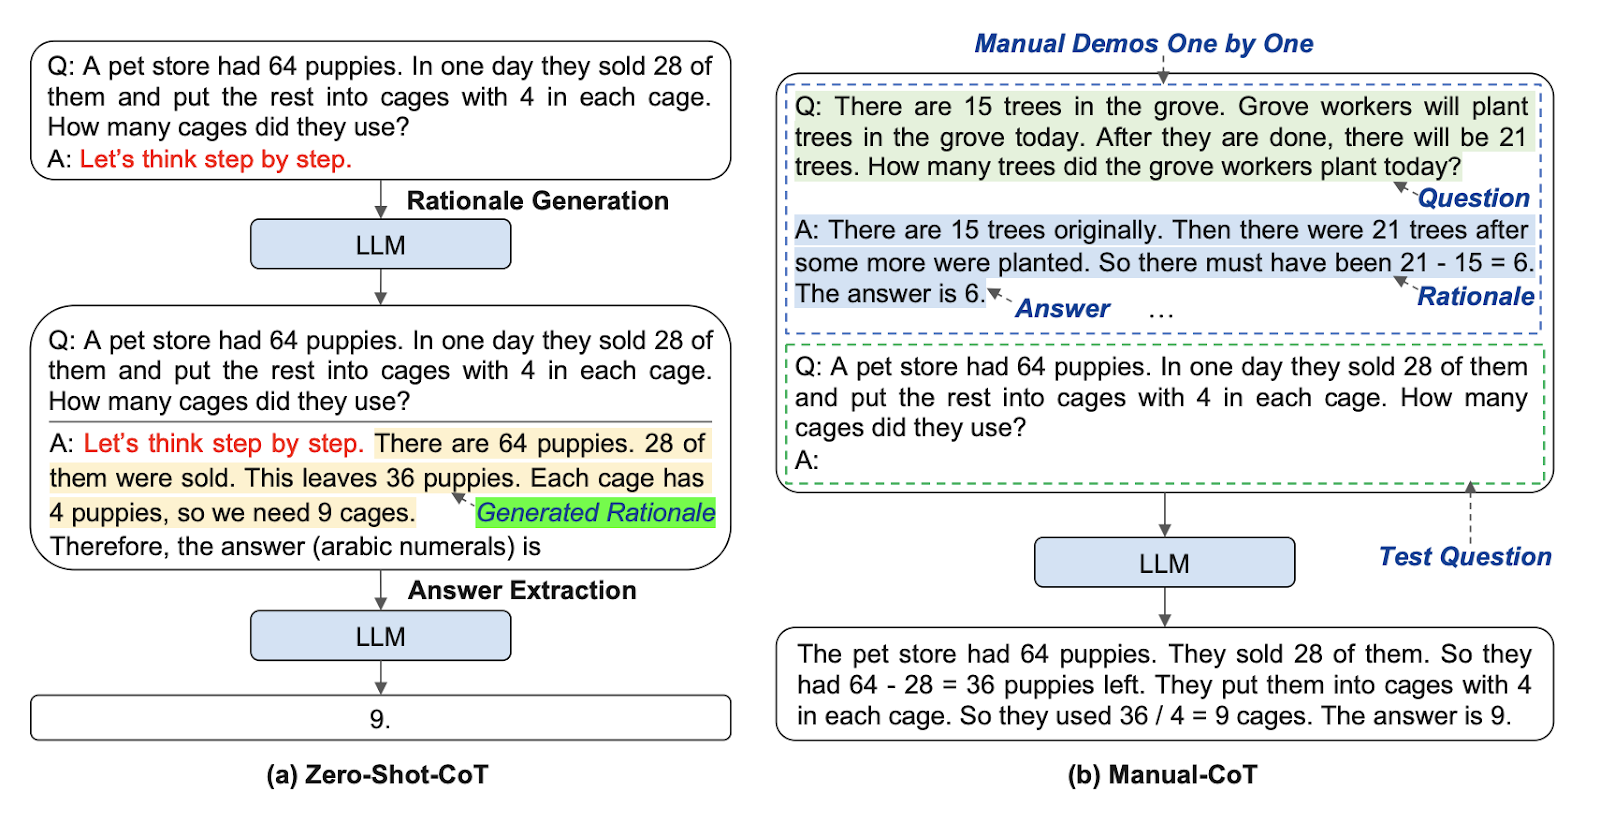 Q: A pet store had 64 puppies. In one day they sold 28 of
them and put the rest into cages with 4 in each cage.
How many cages did they use?
A: Let's think step by step.
Rationale Generation
LLM
Q: A pet store had 64 puppies. In one day they sold 28 of
them and put the rest into cages with 4 in each cage.
How many cages did they use?
A: Let's think step by step. There are 64 puppies. 28 of
them were sold. This leaves 36 puppies. Each cage has
4 puppies, so we need 9 cages.
Generated Rationale
Therefore, the answer (arabic numerals) is
Answer Extraction
LLM
9.
(a) Zero-Shot-CoT
Manual Demos One by One
Q: There are 15 trees in the grove. Grove workers will plant
trees in the grove today. After they are done, there will be 21
trees. How many trees did the grove workers plant today?
Question
A: There are 15 trees originally. Then there were 21 trees after
some more were planted. So there must have been 21 - 15 = 6.
The answer is 6.
Rationale
Answer
...
Q: A pet store had 64 puppies. In one day they sold 28 of them
and put the rest into cages with 4 in each cage. How many
cages did they use?
A:
Test Question
LLM
The pet store had 64 puppies. They sold 28 of them. So they
had 64 - 28 = 36 puppies left. They put them into cages with 4
in each cage. So they used 36 / 4 = 9 cages. The answer is 9.
(b) Manual-CoT